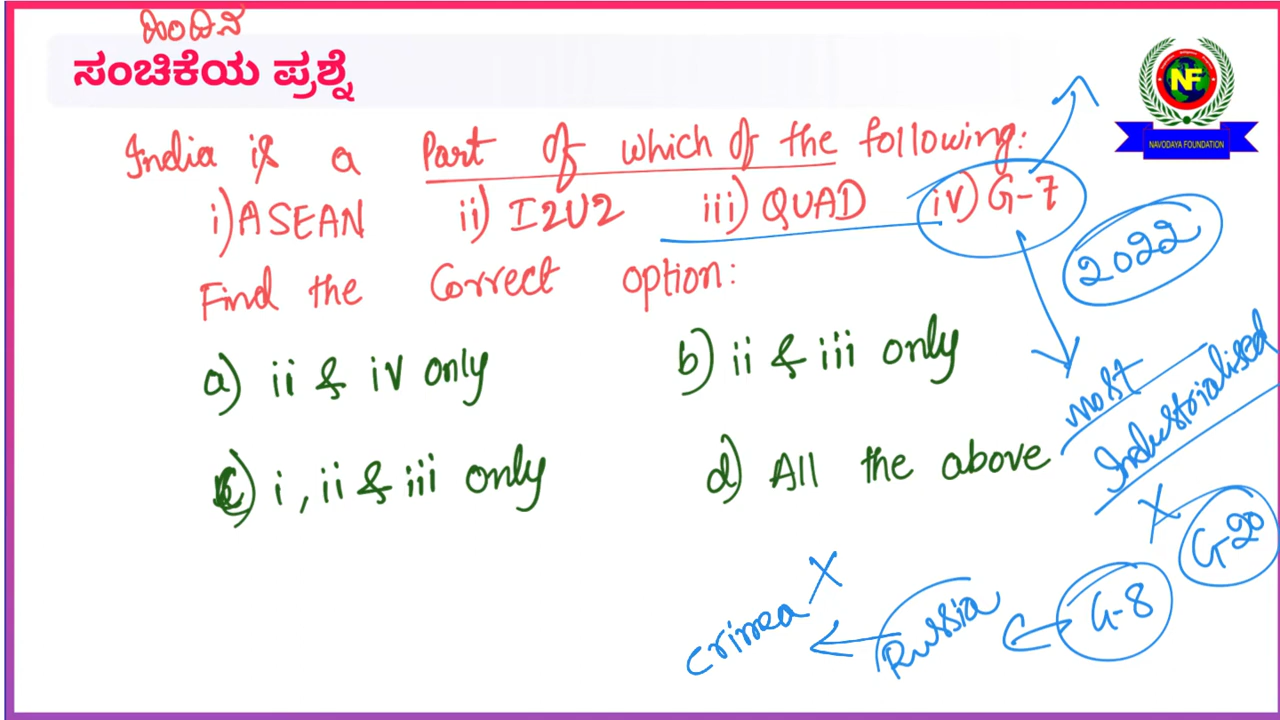 ಹಿಂದಿನ
ಸಂಚಿಕೆಯ ಪ್ರಶ್ನೆ
NF
NAVODAYA FOUNDATION
India is a Part of which of the following:
i) ASEAN ii) I2U2 iii) QUAD iv) G-7
2022
Find the Correct option:
a) ii & iv only b) ii & iii only
most
Industrialised
c) i, ii & iii only d) All the above
X G-20
crimea X Russia G-8